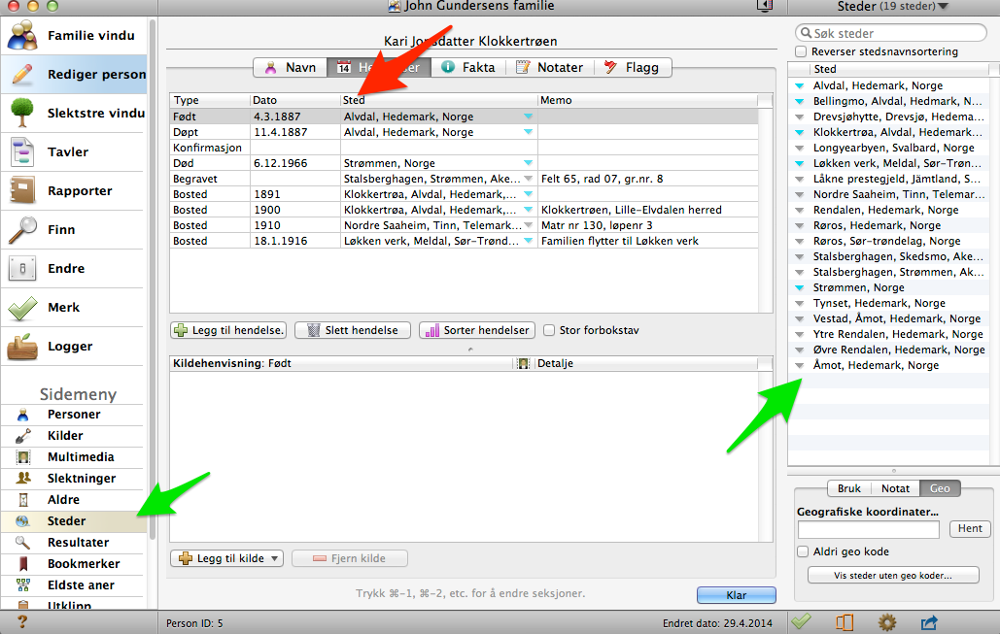 John Gundersens familie
Steder (19 steder)
Familie vindu
Rediger person
Slektstre vindu
Tavler
Rapporter
Finn
Endre
Merk
Logger
Sidemeny
Personer
Kilder
Multimedia
Slektninger
Aldre
Steder
Resultater
Bookmerker
Eldste aner
Utklipp
?
Kari Jonsdatter Klokkertrøen
Navn 14 Hendelser Fakta Notater Flagg
Type Dato Sted Memo
Født 4.3.1887 Alvdal, Hedemark, Norge
Døpt 11.4.1887 Alvdal, Hedemark, Norge
Konfirmasjon
Død 6.12.1966 Strømmen, Norge
Begravet Stalsberghagen, Strømmen, Ake... Felt 65, rad 07, gr.nr. 8
Bosted 1891 Klokkertrøa, Alvdal, Hedemark,...
Bosted 1900 Klokkertrøa, Alvdal, Hedemark,... Klokkertrøen, Lille-Elvdalen herred
Bosted 1910 Nordre Saaheim, Tinn, Telemark... Matr nr 130, løpenr 3
Bosted 18.1.1916 Løkken verk, Meldal, Sør-Trønd... Familien flytter til Løkken verk
Legg til hendelse. Slett hendelse Sorter hendelser Stor forbokstav
Kildehenvisning: Født Detalje
Legg til kilde Fjern kilde
Trykk ⌘-1, ⌘-2, etc. for å endre seksjoner.
Klar
Person ID: 5
Endret dato: 29.4.2014
Søk steder
Reverser stedsnavnsortering
Sted
Alvdal, Hedemark, Norge
Bellingmo, Alvdal, Hedmark, N...
Drevsjøhytte, Drevsjø, Hedema...
Klokkertrøa, Alvdal, Hedemark...
Longyearbyen, Svalbard, Norge
Løkken verk, Meldal, Sør-Trøn...
Låkne prestegjeld, Jämtland, S...
Nordre Saaheim, Tinn, Telemar...
Rendalen, Hedemark, Norge
Røros, Hedemark, Norge
Røros, Sør-trøndelag, Norge
Stalsberghagen, Skedsmo, Ake...
Stalsberghagen, Strømmen, Ak...
Strømmen, Norge
Tynset, Hedemark, Norge
Vestad, Åmot, Hedemark, Norge
Ytre Rendalen, Hedemark, Norge
Øvre Rendalen, Hedemark, Norge
Åmot, Hedemark, Norge
Bruk Notat Geo
Geografiske koordinater...
Hent
Aldri geo kode
Vis steder uten geo koder...